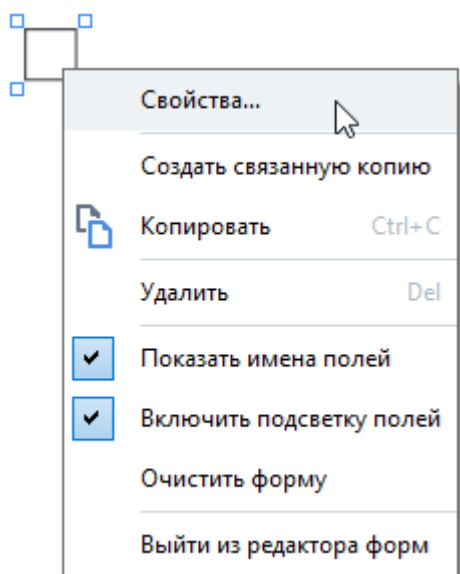 Свойства...
Создать связанную копию
Копировать Ctrl+C
Удалить Del
Показать имена полей
Включить подсветку полей
Очистить форму
Выйти из редактора форм